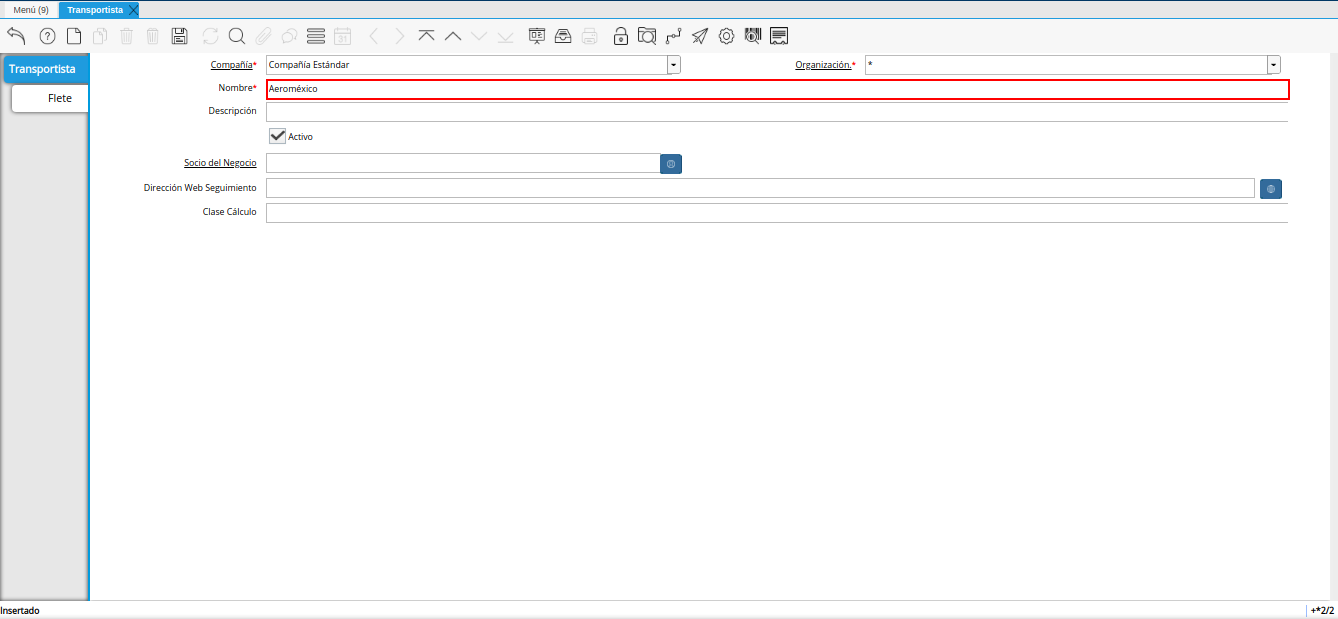 Menú (9) Transportista
31
Transportista
Flete
Compañía* Compañía Estándar Organización.* *
Nombre* Aeroméxico
Descripción
Activo
Socio del Negocio
Dirección Web Seguimiento
Clase Cálculo
Insertado +*2/2